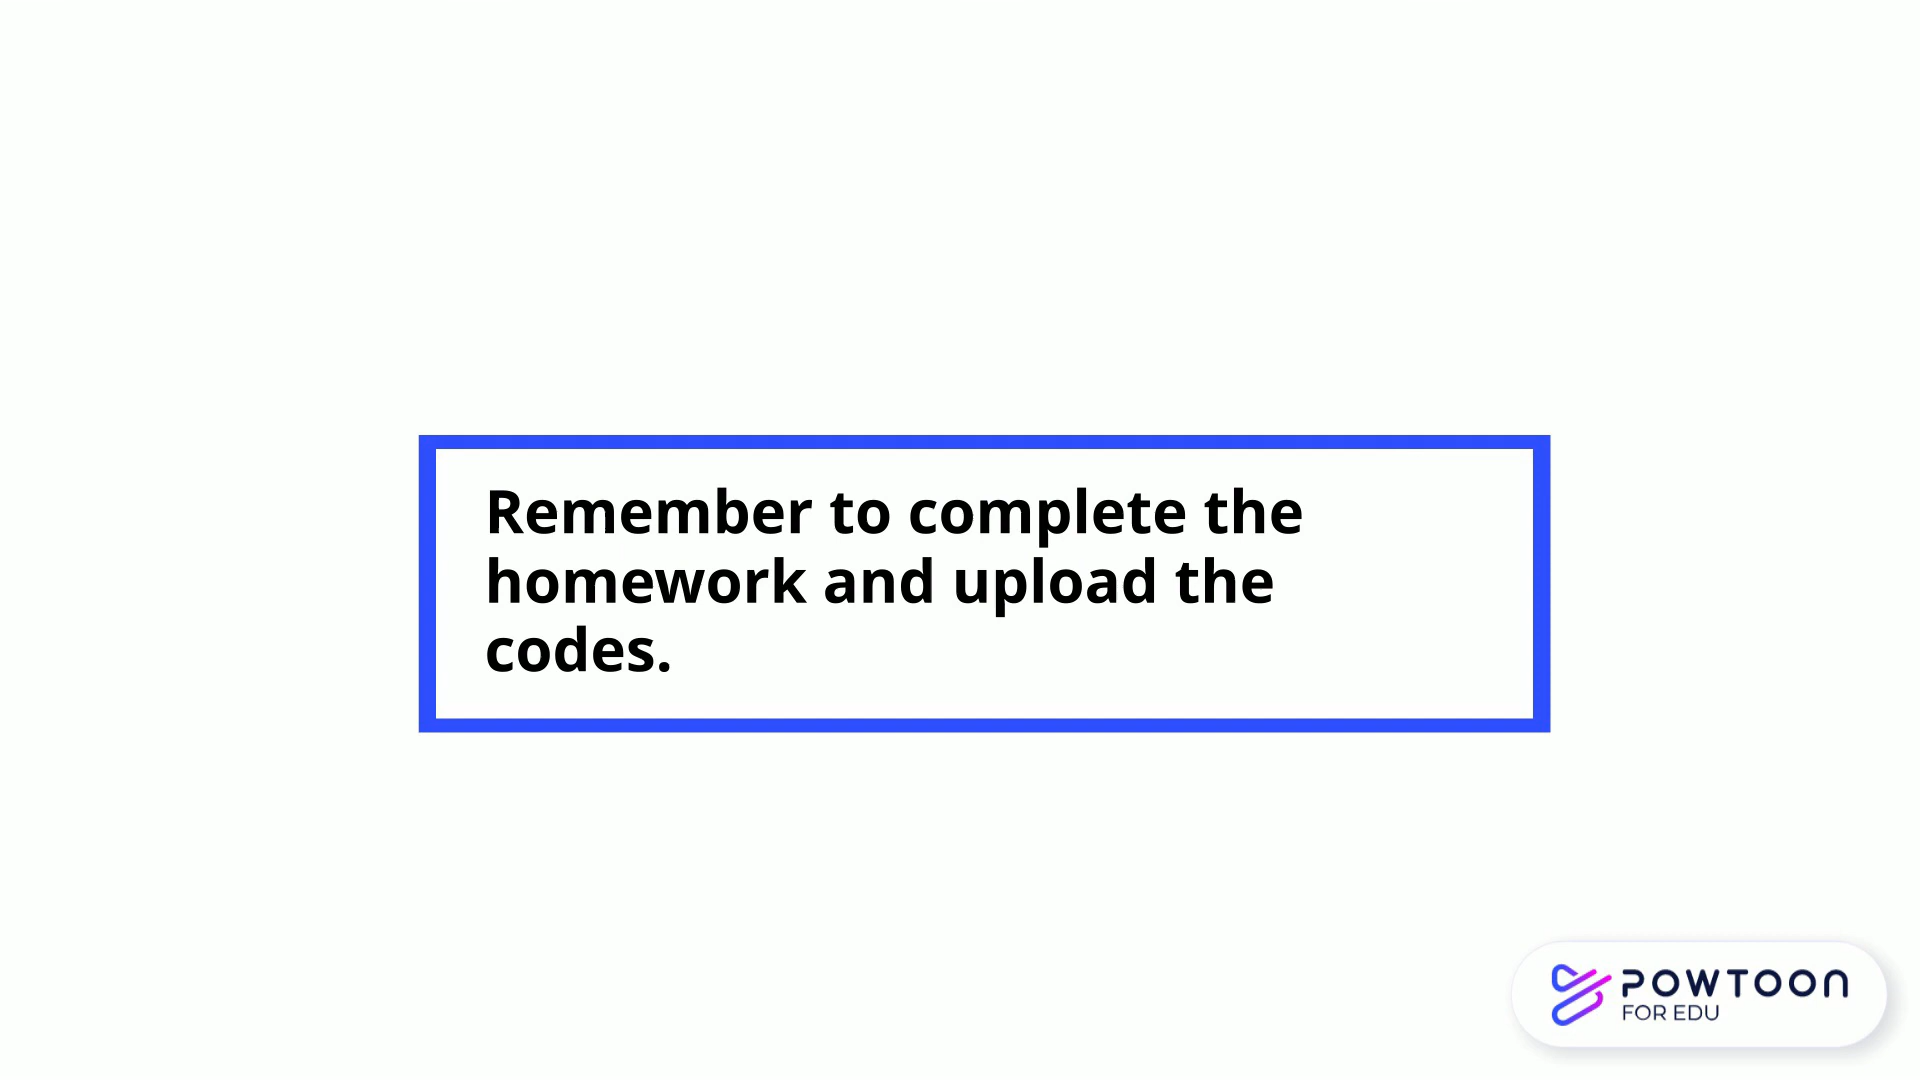 Remember to complete the
homework and upload the
codes.
POWTOON
FOR EDU